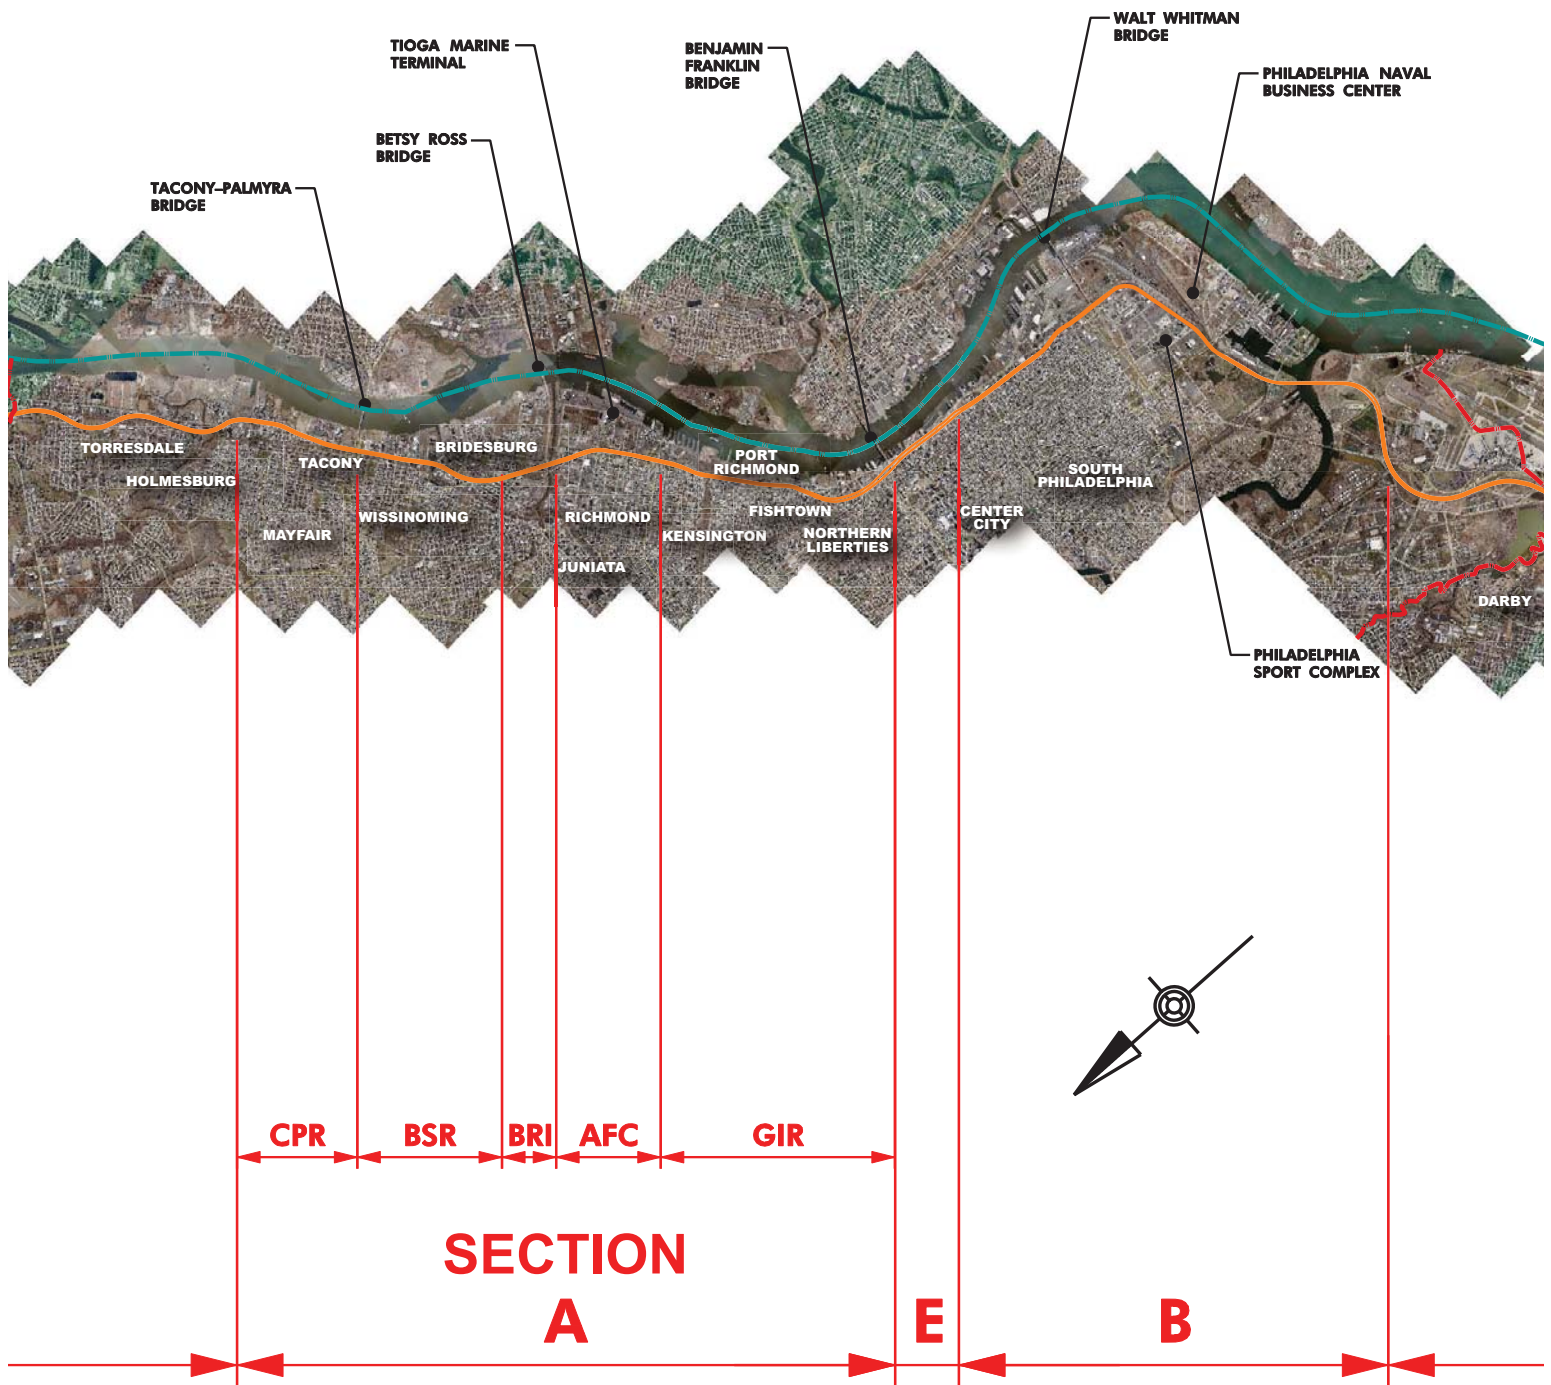 WALT WHITMAN
BRIDGE
TIOGA MARINE
TERMINAL
BENJAMIN
FRANKLIN
BRIDGE
PHILADELPHIA NAVAL
BUSINESS CENTER
BETSY ROSS
BRIDGE
TACONY–PALMYRA
BRIDGE
TORRESDALE
HOLMESBURG
TACONY
BRIDESBURG
PORT
RICHMOND
SOUTH
PHILADELPHIA
MAYFAIR
WISSINOMING
RICHMOND
JUNIATA
KENSINGTON
FISHTOWN
NORTHERN
LIBERTIES
CENTER
CITY
DARBY
PHILADELPHIA
SPORT COMPLEX
CPR
BSR
BRI
AFC
GIR
SECTION
A
E
B